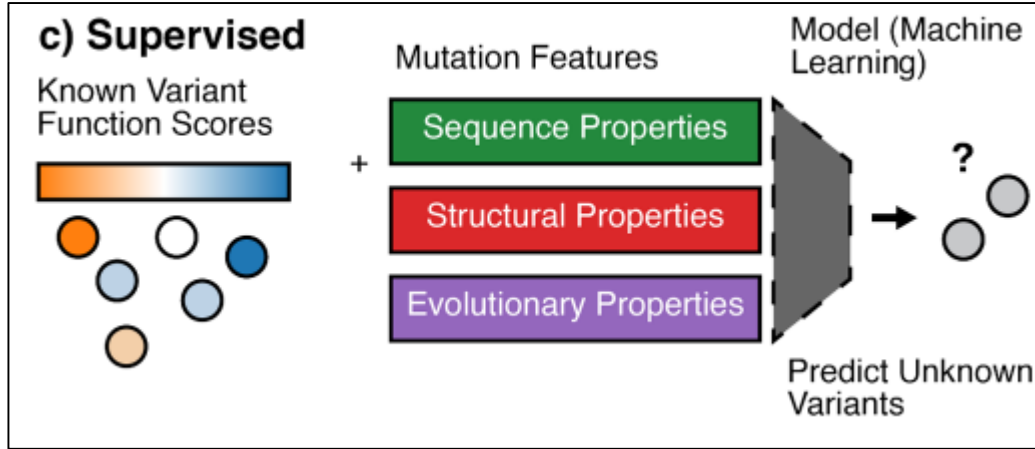 c) Supervised
Known Variant
Function Scores
+
Mutation Features
Sequence Properties
Structural Properties
Evolutionary Properties
Model (Machine
Learning)
?
Predict Unknown
Variants